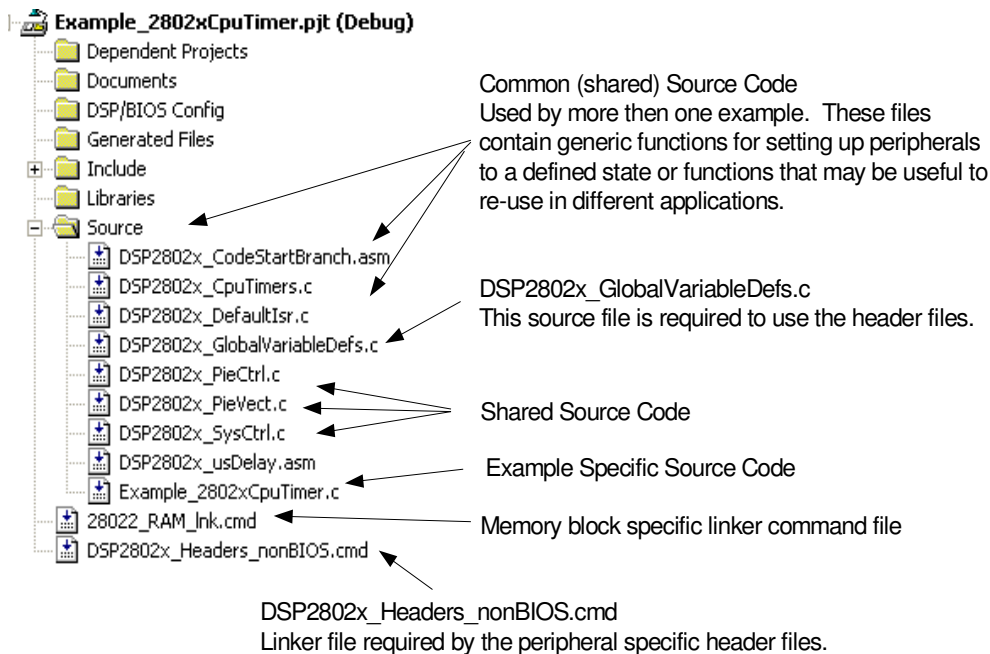 Example_2802xCpuTimer.pjt (Debug)
Dependent Projects
Documents
DSP/BIOS Config
Generated Files
Include
Libraries
Source
DSP2802x_CodeStartBranch.asm
DSP2802x_CpuTimers.c
DSP2802x_DefaultIsr.c
DSP2802x_GlobalVariableDefs.c
DSP2802x_PieCtrl.c
DSP2802x_PieVect.c
DSP2802x_SysCtrl.c
DSP2802x_usDelay.asm
Example_2802xCpuTimer.c
28022_RAM_lnk.cmd
DSP2802x_Headers_nonBIOS.cmd
Common (shared) Source Code
Used by more then one example. These files
contain generic functions for setting up peripherals
to a defined state or functions that may be useful to
re-use in different applications.
DSP2802x_GlobalVariableDefs.c
This source file is required to use the header files.
Shared Source Code
Example Specific Source Code
Memory block specific linker command file
DSP2802x_Headers_nonBIOS.cmd
Linker file required by the peripheral specific header files.